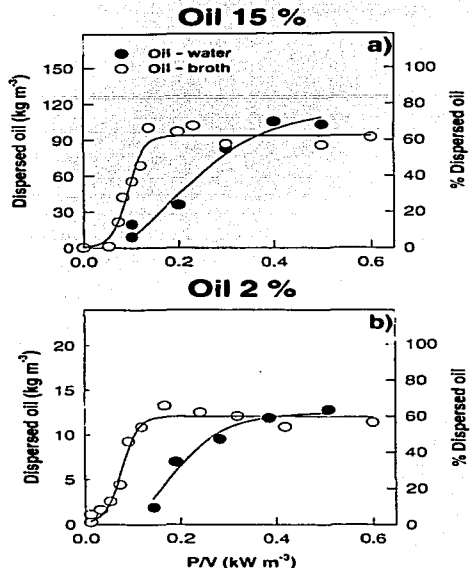 Oil 15 %
a)
Oil - water
Oil - broth
Dispersed oil (kg m-3)
150
120
90
60
30
0
% Dispersed oil
100
80
60
40
20
0
0.0 0.2 0.4 0.6
Oil 2 %
b)
Dispersed oil (kg m-3)
20
15
10
5
0
% Dispersed oil
100
80
60
40
20
0
0.0 0.2 0.4 0.6
P/V (kW m-3)